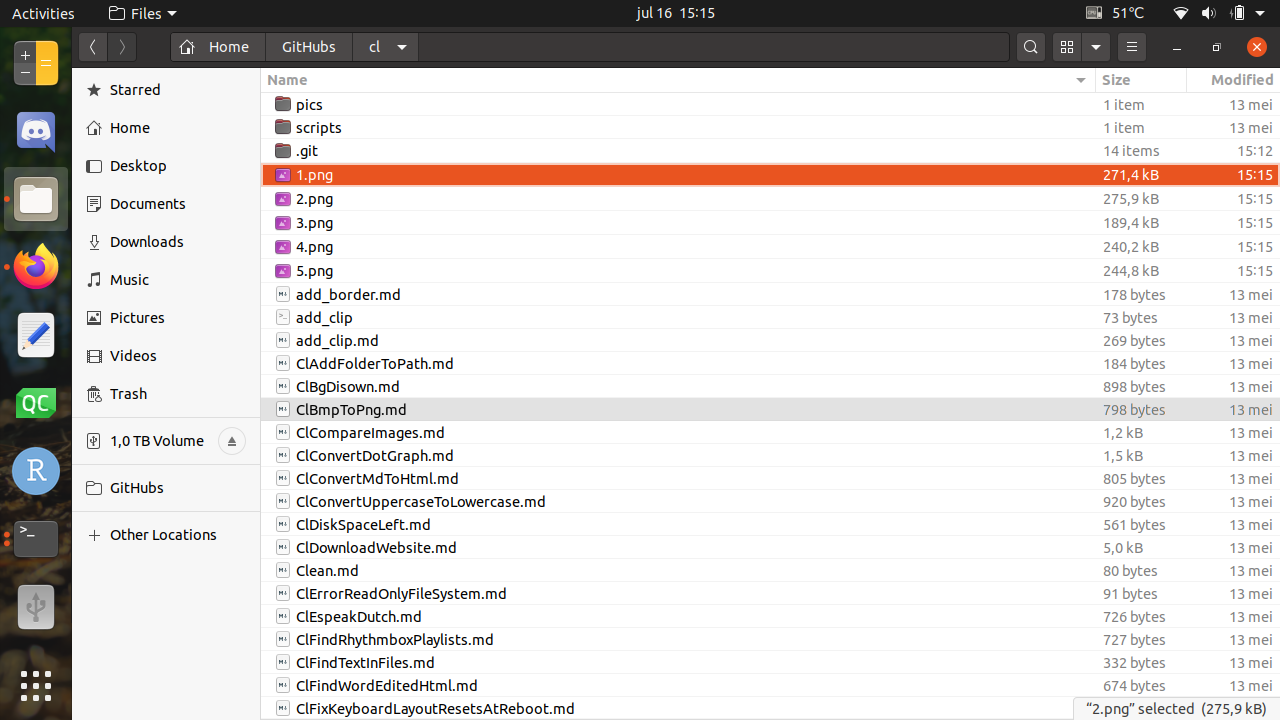 Activities Files jul 16 15:15 51°C
Home GitHubs cl
Starred
Home
Desktop
Documents
Downloads
Music
Pictures
Videos
Trash
1,0 TB Volume
GitHubs
Other Locations
QC
R
>_
Name Size Modified
pics 1 item 13 mei
scripts 1 item 13 mei
.git 14 items 15:12
1.png 271,4 kB 15:15
2.png 275,9 kB 15:15
3.png 189,4 kB 15:15
4.png 240,2 kB 15:15
5.png 244,8 kB 15:15
add_border.md 178 bytes 13 mei
add_clip 73 bytes 13 mei
add_clip.md 269 bytes 13 mei
ClAddFolderToPath.md 184 bytes 13 mei
ClBgDisown.md 898 bytes 13 mei
ClBmpToPng.md 798 bytes 13 mei
ClCompareImages.md 1,2 kB 13 mei
ClConvertDotGraph.md 1,5 kB 13 mei
ClConvertMdToHtml.md 805 bytes 13 mei
ClConvertUppercaseToLowercase.md 920 bytes 13 mei
ClDiskSpaceLeft.md 561 bytes 13 mei
ClDownloadWebsite.md 5,0 kB 13 mei
Clean.md 80 bytes 13 mei
ClErrorReadOnlyFileSystem.md 91 bytes 13 mei
ClEspeakDutch.md 726 bytes 13 mei
ClFindRhythmboxPlaylists.md 727 bytes 13 mei
ClFindTextInFiles.md 332 bytes 13 mei
ClFindWordEditedHtml.md 674 bytes 13 mei
ClFixKeyboardLayoutResetsAtReboot.md
“2.png” selected (275,9 kB)